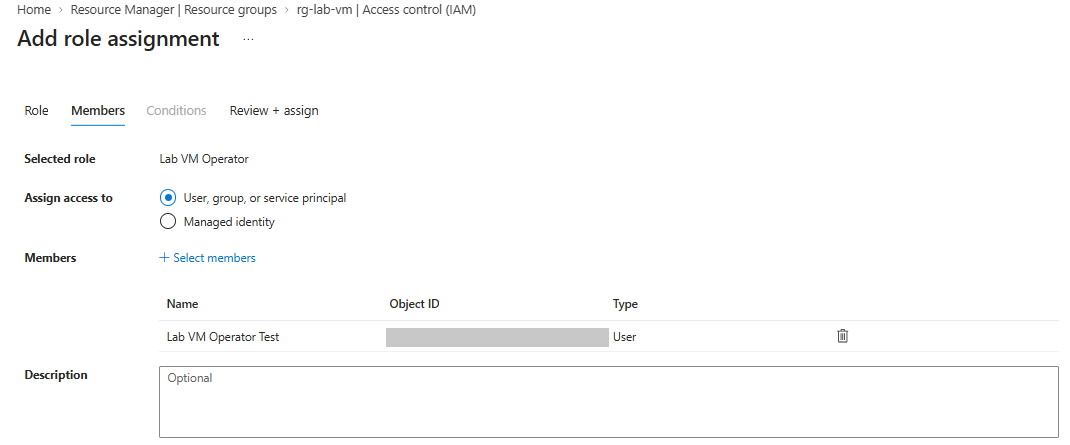 Home > Resource Manager | Resource groups > rg-lab-vm | Access control (IAM)
Add role assignment ...
Role Members Conditions Review + assign
Selected role Lab VM Operator
Assign access to User, group, or service principal
Managed identity
Members + Select members
Name Object ID Type
Lab VM Operator Test User
Description Optional